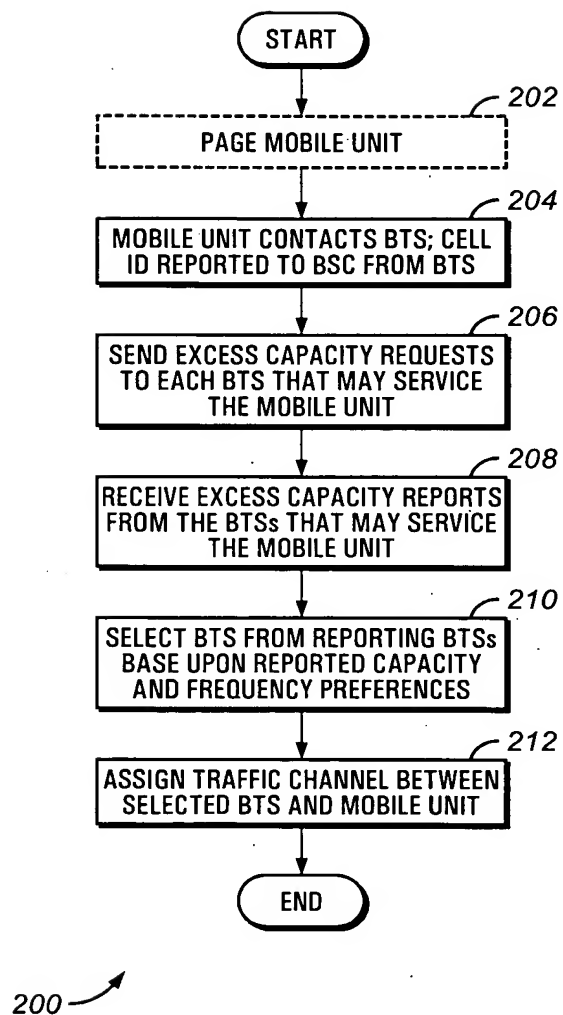 START
202
PAGE MOBILE UNIT
204
MOBILE UNIT CONTACTS BTS; CELL
ID REPORTED TO BSC FROM BTS
206
SEND EXCESS CAPACITY REQUESTS
TO EACH BTS THAT MAY SERVICE
THE MOBILE UNIT
208
RECEIVE EXCESS CAPACITY REPORTS
FROM THE BTSs THAT MAY SERVICE
THE MOBILE UNIT
210
SELECT BTS FROM REPORTING BTSs
BASE UPON REPORTED CAPACITY
AND FREQUENCY PREFERENCES
212
ASSIGN TRAFFIC CHANNEL BETWEEN
SELECTED BTS AND MOBILE UNIT
END
200